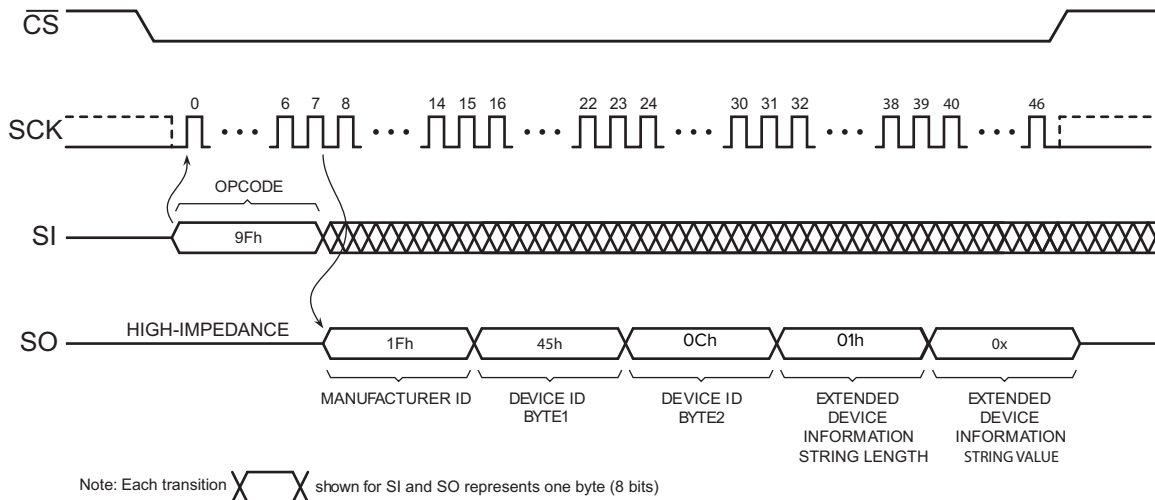 CS
0 6 7 8 14 15 16 22 23 24 30 31 32 38 39 40 46
SCK
OPCODE
SI 9Fh
HIGH-IMPEDANCE
SO 1Fh 45h 0Ch 01h 0x
MANUFACTURER ID
DEVICE ID
BYTE1
DEVICE ID
BYTE2
EXTENDED
DEVICE
INFORMATION
STRING LENGTH
EXTENDED
DEVICE
INFORMATION
STRING VALUE
Note: Each transition shown for SI and SO represents one byte (8 bits)